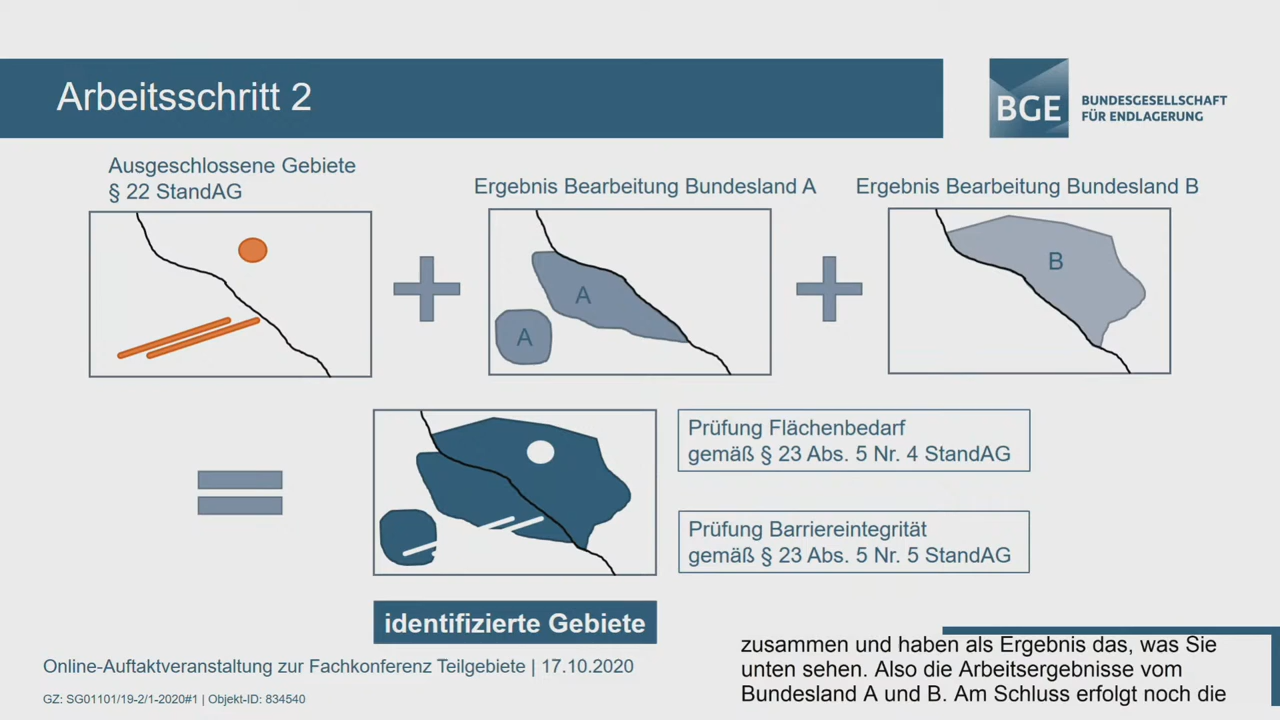 Arbeitsschritt 2
BGE
BUNDESGESELLSCHAFT
FÜR ENDLAGERUNG
Ausgeschlossene Gebiete
§ 22 StandAG
Ergebnis Bearbeitung Bundesland A
Ergebnis Bearbeitung Bundesland B
A
A
B
Prüfung Flächenbedarf
gemäß § 23 Abs. 5 Nr. 4 StandAG
Prüfung Barriereintegrität
gemäß § 23 Abs. 5 Nr. 5 StandAG
identifizierte Gebiete
Online-Auftaktveranstaltung zur Fachkonferenz Teilgebiete | 17.10.2020
GZ: SG01101/19-2/1-2020#1 | Objekt-ID: 834540
zusammen und haben als Ergebnis das, was Sie
unten sehen. Also die Arbeitsergebnisse vom
Bundesland A und B. Am Schluss erfolgt noch die